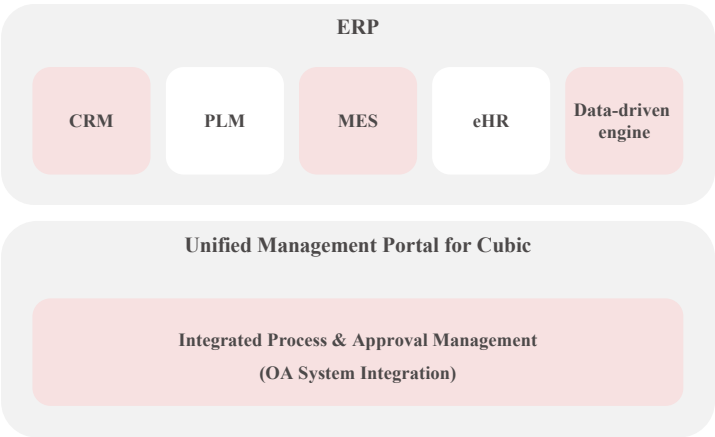 ERP
CRM
PLM
MES
eHR
Data-driven
engine
Unified Management Portal for Cubic
Integrated Process & Approval Management
(OA System Integration)